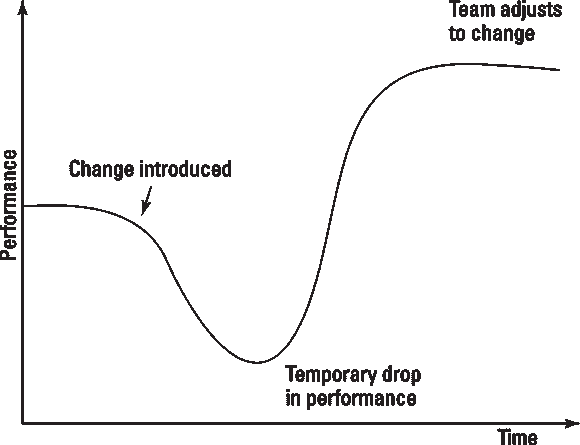 Team adjusts
to change
Change introduced
Performance
Temporary drop
in performance
Time